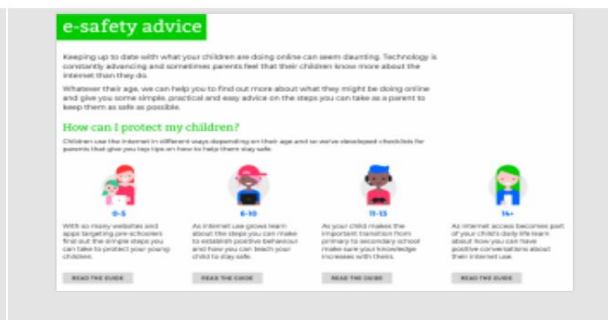 e-safety advice
Keeping up to date with what your children are doing online can seem daunting. Technology is
constantly advancing and sometimes parents feel that their children know more about the
internet than they do.
Whatever their age, we can help you to find out more about what they might be doing online
and give you some simple, practical and easy advice on the steps you can take as a parent to
keep them as safe as possible.
How can I protect my children?
Children use the internet in different ways depending on their age and so we've developed checklists for
parents that give you top tips on how to help them stay safe.
0-5
With so many websites and
apps targeting pre-schoolers
find out the simple steps you
can take to protect your young
children.
READ THE GUIDE
6-10
As internet use grows learn
about the steps you can make
to establish positive behaviour
and how you can teach your
child to stay safe.
READ THE GUIDE
11-13
As your child makes the
important transition from
primary to secondary school
make sure your knowledge
increases with theirs.
READ THE GUIDE
14+
As internet access becomes part
of your child's daily life learn
about how you can have
positive conversations about
their internet use.
READ THE GUIDE